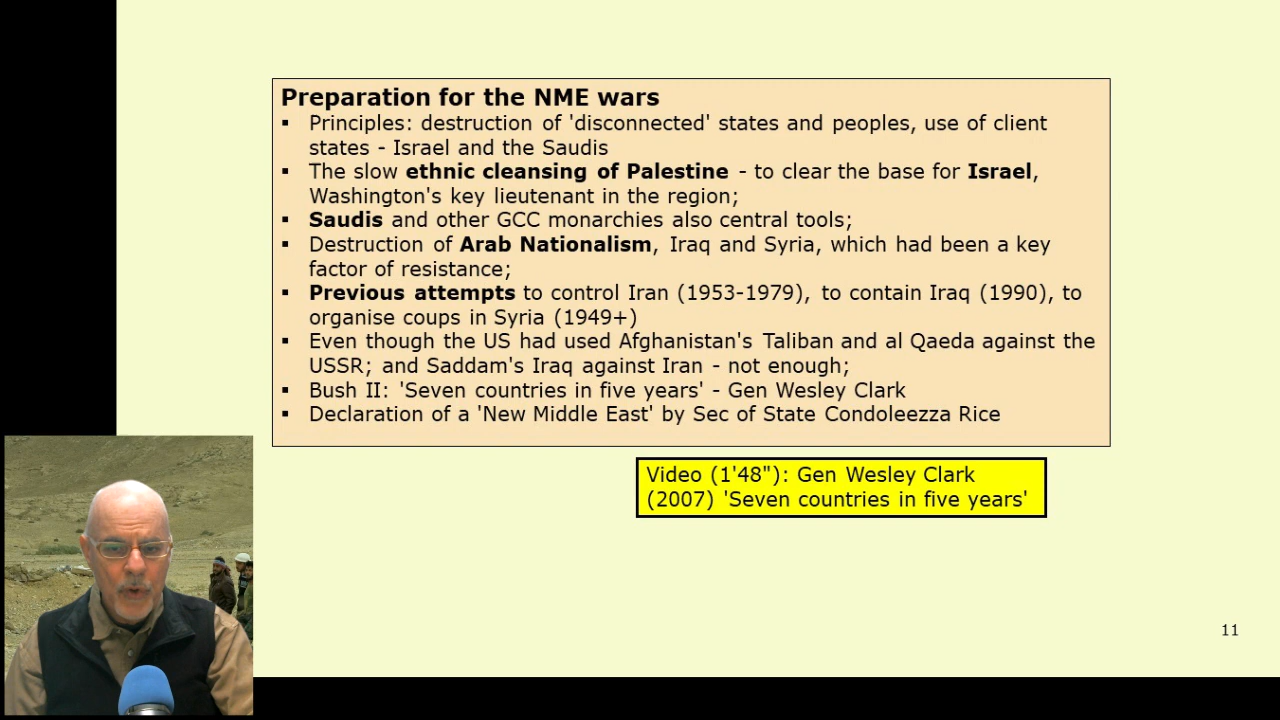 Preparation for the NME wars
▪ Principles: destruction of 'disconnected' states and peoples, use of client
states - Israel and the Saudis
▪ The slow ethnic cleansing of Palestine - to clear the base for Israel,
Washington's key lieutenant in the region;
▪ Saudis and other GCC monarchies also central tools;
▪ Destruction of Arab Nationalism, Iraq and Syria, which had been a key
factor of resistance;
▪ Previous attempts to control Iran (1953-1979), to contain Iraq (1990), to
organise coups in Syria (1949+)
▪ Even though the US had used Afghanistan's Taliban and al Qaeda against the
USSR; and Saddam's Iraq against Iran - not enough;
▪ Bush II: 'Seven countries in five years' - Gen Wesley Clark
▪ Declaration of a 'New Middle East' by Sec of State Condoleezza Rice
Video (1'48"): Gen Wesley Clark
(2007) 'Seven countries in five years'
11